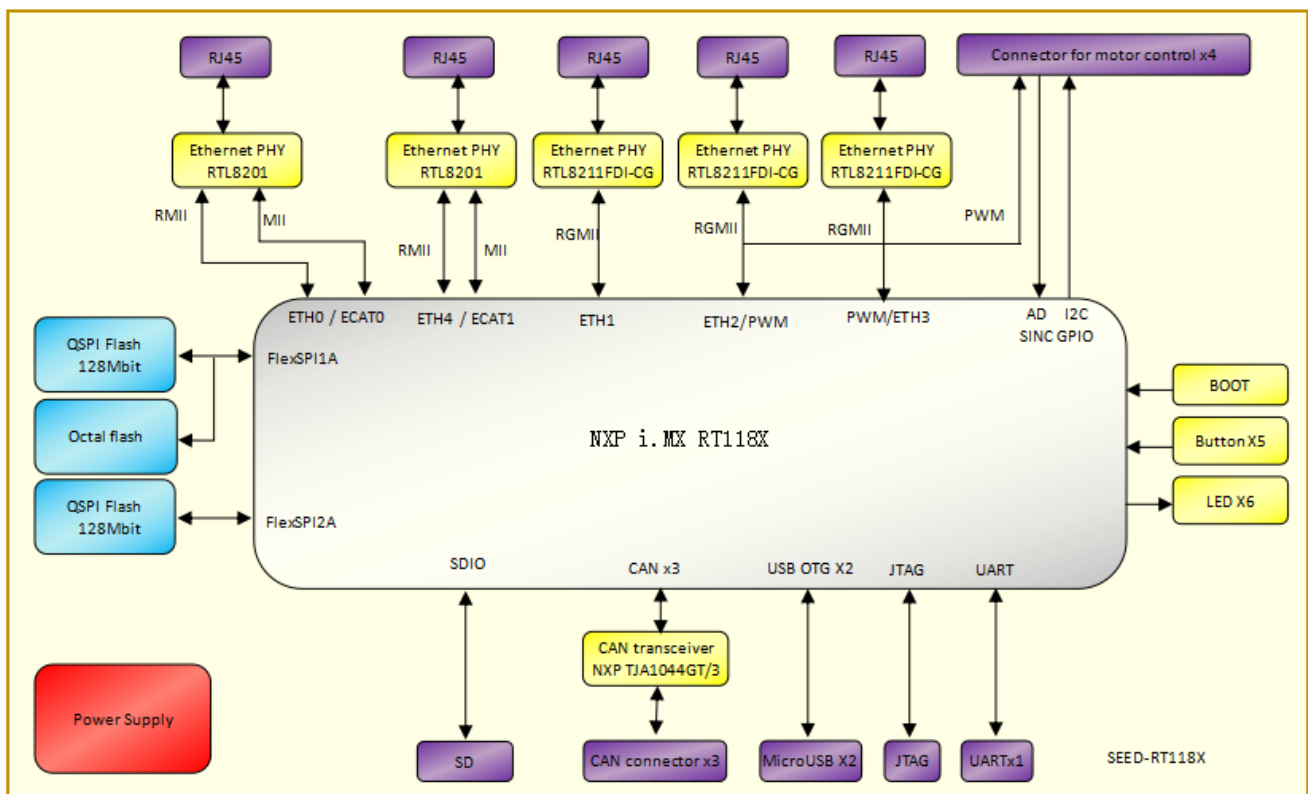 RJ45
RJ45
RJ45
RJ45
RJ45
Connector for motor control x4
Ethernet PHY
RTL8201
Ethernet PHY
RTL8201
Ethernet PHY
RTL8211FDI-CG
Ethernet PHY
RTL8211FDI-CG
Ethernet PHY
RTL8211FDI-CG
RMII
MII
RMII
MII
RGMII
RGMII
RGMII
PWM
ETH0 / ECAT0
ETH4 / ECAT1
ETH1
ETH2/PWM
PWM/ETH3
AD I2C
SINC GPIO
QSPI Flash
128Mbit
FlexSPI1A
Octal flash
QSPI Flash
128Mbit
FlexSPI2A
NXP i.MX RT118X
BOOT
Button X5
LED X6
SDIO
CAN x3
USB OTG X2
JTAG
UART
CAN transceiver
NXP TJA1044GT/3
Power Supply
SD
CAN connector x3
MicroUSB X2
JTAG
UARTx1
SEED-RT118X